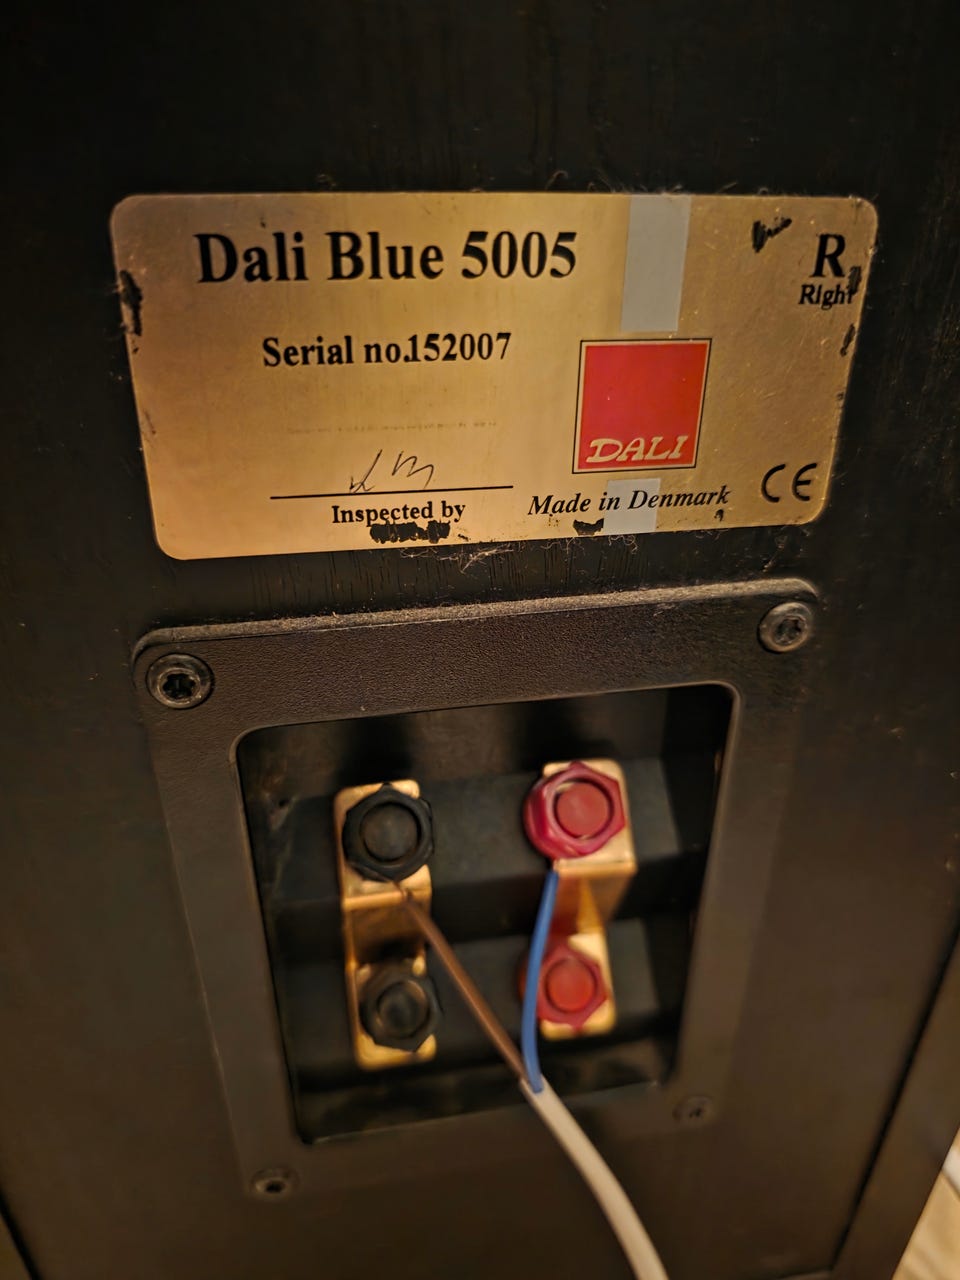 Dali Blue 5005
R
Right
Serial no.152007
DALI
Inspected by
Made in Denmark
CE